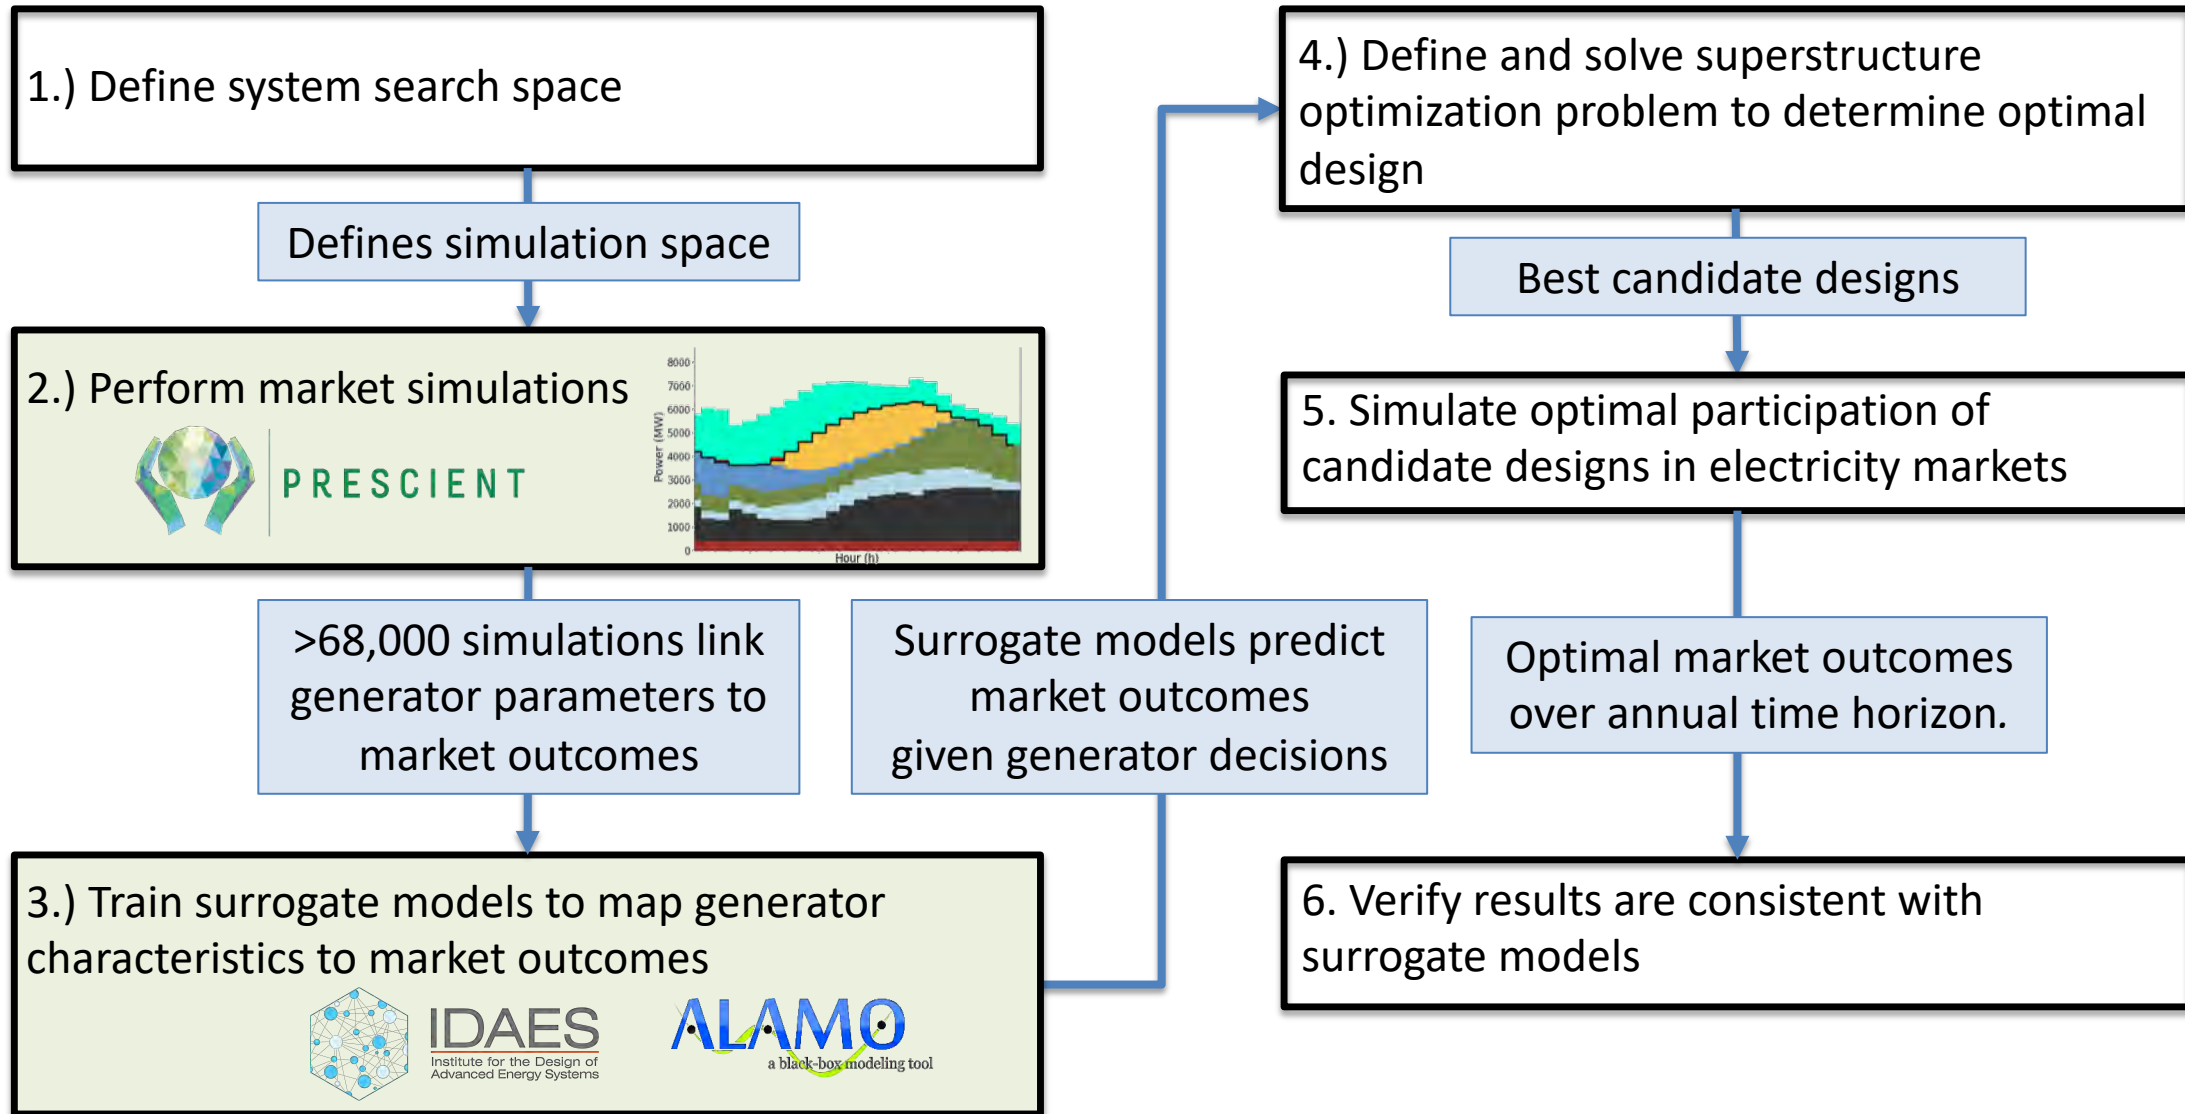 1.) Define system search space
Defines simulation space
2.) Perform market simulations
PRESCIENT
8000
7000
6000
5000
4000
3000
2000
1000
0
Power (MW)
Hour (h)
>68,000 simulations link
generator parameters to
market outcomes
3.) Train surrogate models to map generator
characteristics to market outcomes
IDAES
Institute for the Design of
Advanced Energy Systems
ALAMO
a black-box modeling tool
Surrogate models predict
market outcomes
given generator decisions
4.) Define and solve superstructure
optimization problem to determine optimal
design
Best candidate designs
5. Simulate optimal participation of
candidate designs in electricity markets
Optimal market outcomes
over annual time horizon.
6. Verify results are consistent with
surrogate models